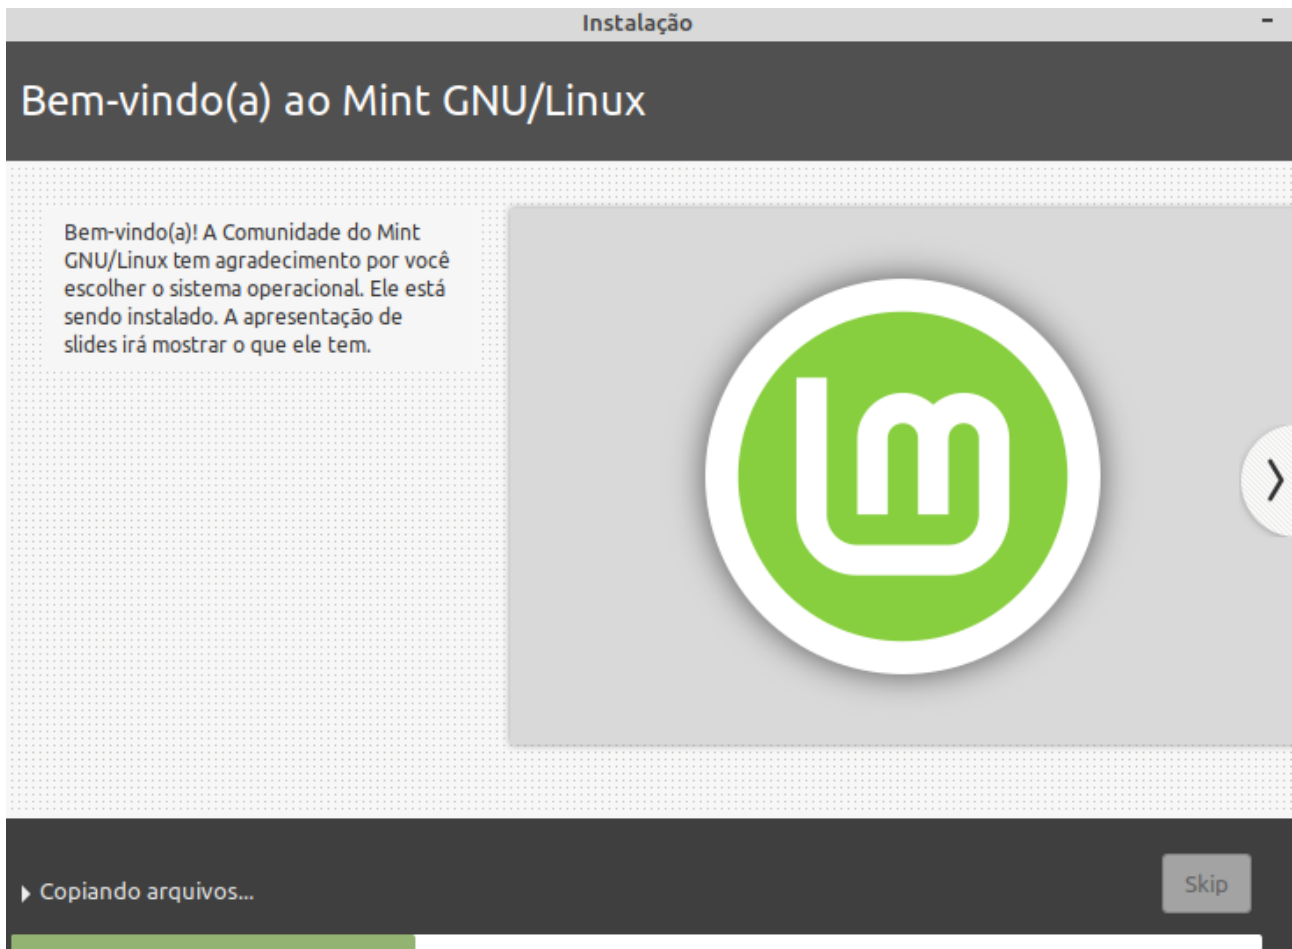 Instalação
Bem-vindo(a) ao Mint GNU/Linux
Bem-vindo(a)! A Comunidade do Mint
GNU/Linux tem agradecimento por você
escolher o sistema operacional. Ele está
sendo instalado. A apresentação de
slides irá mostrar o que ele tem.
lm
Copiando arquivos...
Skip